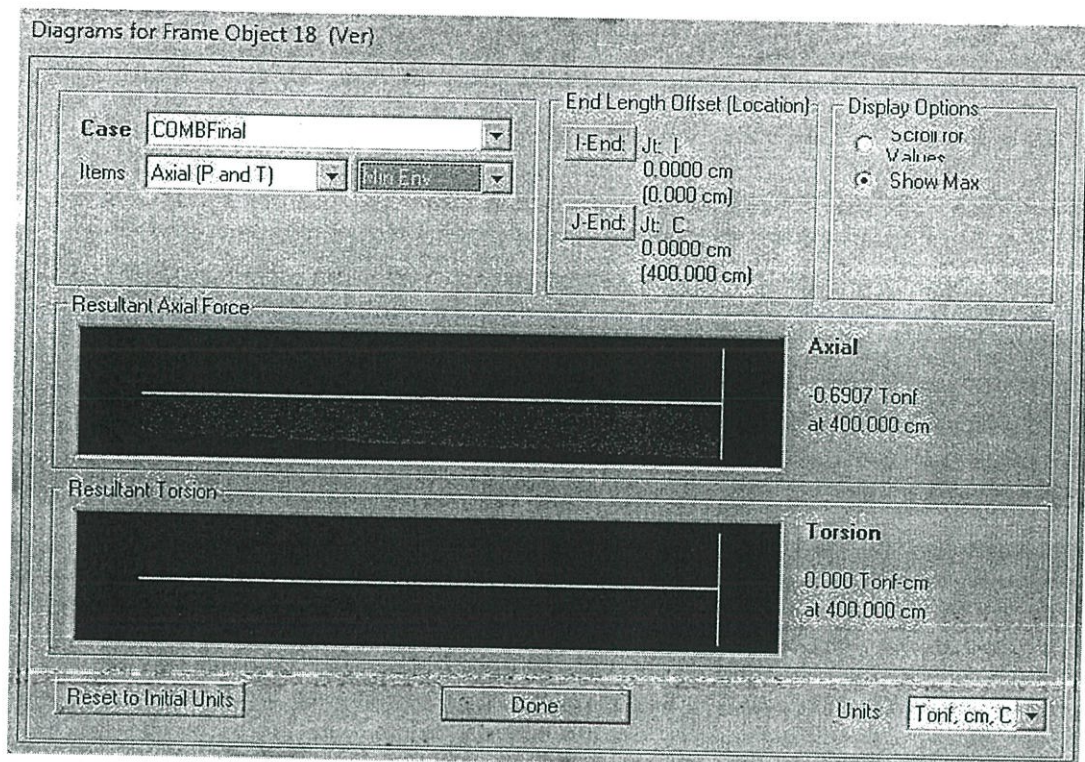 Diagrams for Frame Object 18 (Ver)
Case COMBFinal
Items Axial (P and T) Min Env
End Length Offset (Location)
I-End: Jt: I
0.0000 cm
(0.000 cm)
J-End: Jt: C
0.0000 cm
(400.000 cm)
Display Options
Scroll for
Values
Show Max
Resultant Axial Force
Axial
-0.6907 Tonf
at 400.000 cm
Resultant Torsion
Torsion
0.000 Tonf-cm
at 400.000 cm
Reset to Initial Units
Done
Units Tonf, cm, C